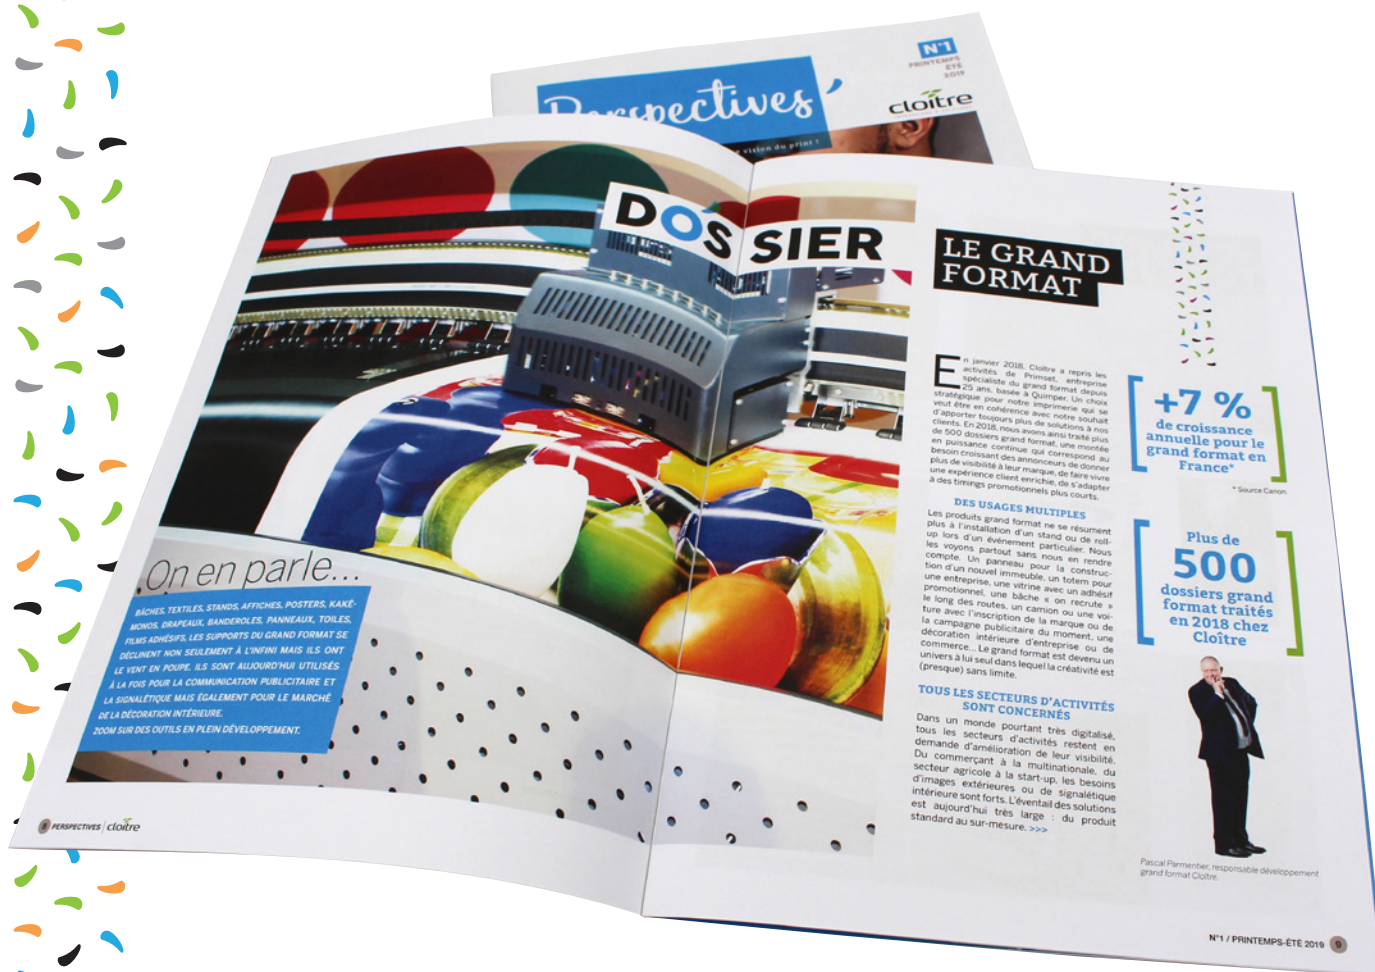 N°1
PRINTEMPS
ÉTÉ
2019
cloître
Perspectives
vision du print !
DOSSIER
On en parle...
BÂCHES, TEXTILES, STANDS, AFFICHES, POSTERS, KAKÉ-
MONOS, DRAPEAUX, BANDEROLES, PANNEAUX, TOILES,
FILMS ADHÉSIFS, LES SUPPORTS DU GRAND FORMAT SE
DÉCLINENT NON SEULEMENT À L'INFINI MAIS ILS ONT
LE VENT EN POUPE. ILS SONT AUJOURD'HUI UTILISÉS
À LA FOIS POUR LA COMMUNICATION PUBLICITAIRE ET
LA SIGNALÉTIQUE MAIS ÉGALEMENT POUR LE MARCHÉ
DE LA DÉCORATION INTÉRIEURE.
ZOOM SUR DES OUTILS EN PLEIN DÉVELOPPEMENT.
8 PERSPECTIVES | cloître
LE GRAND
FORMAT
En janvier 2018, Cloître a repris les
activités de Primset, entreprise
spécialiste du grand format depuis
25 ans, basée à Quimper. Un choix
stratégique pour notre imprimerie qui se
veut être en cohérence avec notre souhait
d'apporter toujours plus de solutions à nos
clients. En 2018, nous avons ainsi traité plus
de 500 dossiers grand format, une montée
en puissance continue qui correspond au
besoin croissant des annonceurs de donner
plus de visibilité à leur marque, de faire vivre
une expérience client enrichie, de s'adapter
à des timings promotionnels plus courts.
DES USAGES MULTIPLES
Les produits grand format ne se résument
plus à l'installation d'un stand ou de roll-
up lors d'un événement particulier. Nous
les voyons partout sans nous en rendre
compte. Un panneau pour la construc-
tion d'un nouvel immeuble, un totem pour
une entreprise, une vitrine avec un adhésif
promotionnel, une bâche « on recrute »
le long des routes, un camion ou une voi-
ture avec l'inscription de la marque ou de
la campagne publicitaire du moment, une
décoration intérieure d'entreprise ou de
commerce... Le grand format est devenu un
univers à lui seul dans lequel la créativité est
(presque) sans limite.
TOUS LES SECTEURS D'ACTIVITÉS
SONT CONCERNÉS
Dans un monde pourtant très digitalisé,
tous les secteurs d'activités restent en
demande d'amélioration de leur visibilité.
Du commerçant à la multinationale, du
secteur agricole à la start-up, les besoins
d'images extérieures ou de signalétique
intérieure sont forts. L'éventail des solutions
est aujourd'hui très large : du produit
standard au sur-mesure. >>>
+7 %
de croissance
annuelle pour le
grand format en
France*
* Source Canon
Plus de
500
dossiers grand
format traités
en 2018 chez
Cloître
Pascal Parmentier, responsable développement
grand format Cloître.
N°1 / PRINTEMPS-ÉTÉ 2019 9